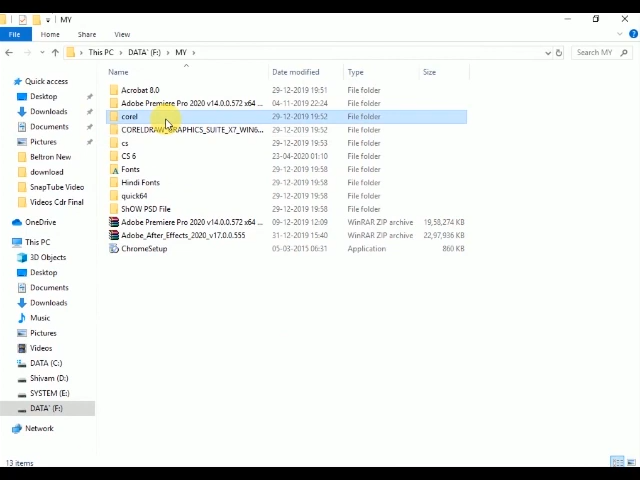 MY
File Home Share View
This PC > DATA' (F:) > MY >
Search MY
Name Date modified Type Size
Quick access
Desktop
Downloads
Documents
Pictures
Beltron New
download
SnapTube Video
Videos Cdr Final
OneDrive
This PC
3D Objects
Desktop
Documents
Downloads
Music
Pictures
Videos
DATA (C:)
Shivam (D:)
SYSTEM (E:)
DATA' (F:)
Network
Acrobat 8.0 29-12-2019 19:51 File folder
Adobe Premiere Pro 2020 v14.0.0.572 x64 ... 04-11-2019 22:24 File folder
corel 29-12-2019 19:52 File folder
CORELDRAW_GRAPHICS_SUITE_X7_WIN6... 29-12-2019 19:52 File folder
cs 29-12-2019 19:53 File folder
CS 6 23-04-2020 01:10 File folder
Fonts 29-12-2019 19:58 File folder
Hindi Fonts 29-12-2019 19:58 File folder
quick64 29-12-2019 19:58 File folder
ShOW PSD File 29-12-2019 19:58 File folder
Adobe Premiere Pro 2020 v14.0.0.572 x64 ... 09-12-2019 12:09 WinRAR ZIP archive 19,58,274 KB
Adobe_After_Effects_2020_v17.0.0.555 31-12-2019 15:40 WinRAR ZIP archive 22,97,936 KB
ChromeSetup 05-03-2015 06:31 Application 860 KB
13 items